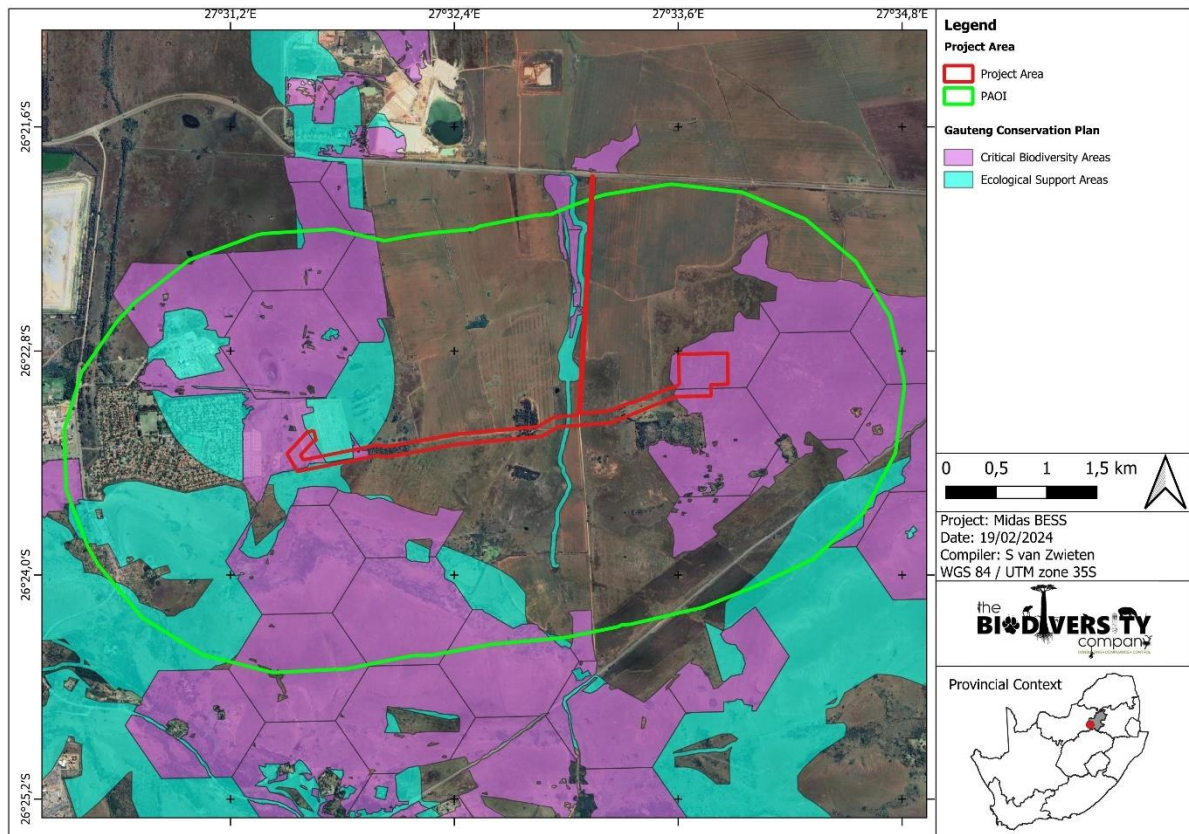 27°31,2'E 27°32,4'E 27°33,6'E 27°34,8'E
26°21,6'S
26°22,8'S
26°24,0'S
26°25,2'S
Legend
Project Area
Project Area
PAOI
Gauteng Conservation Plan
Critical Biodiversity Areas
Ecological Support Areas
0 0,5 1 1,5 km
Project: Midas BESS
Date: 19/02/2024
Compiler: S van Zwieten
WGS 84 / UTM zone 35S
the
BIODIVERSITY
company
Provincial Context